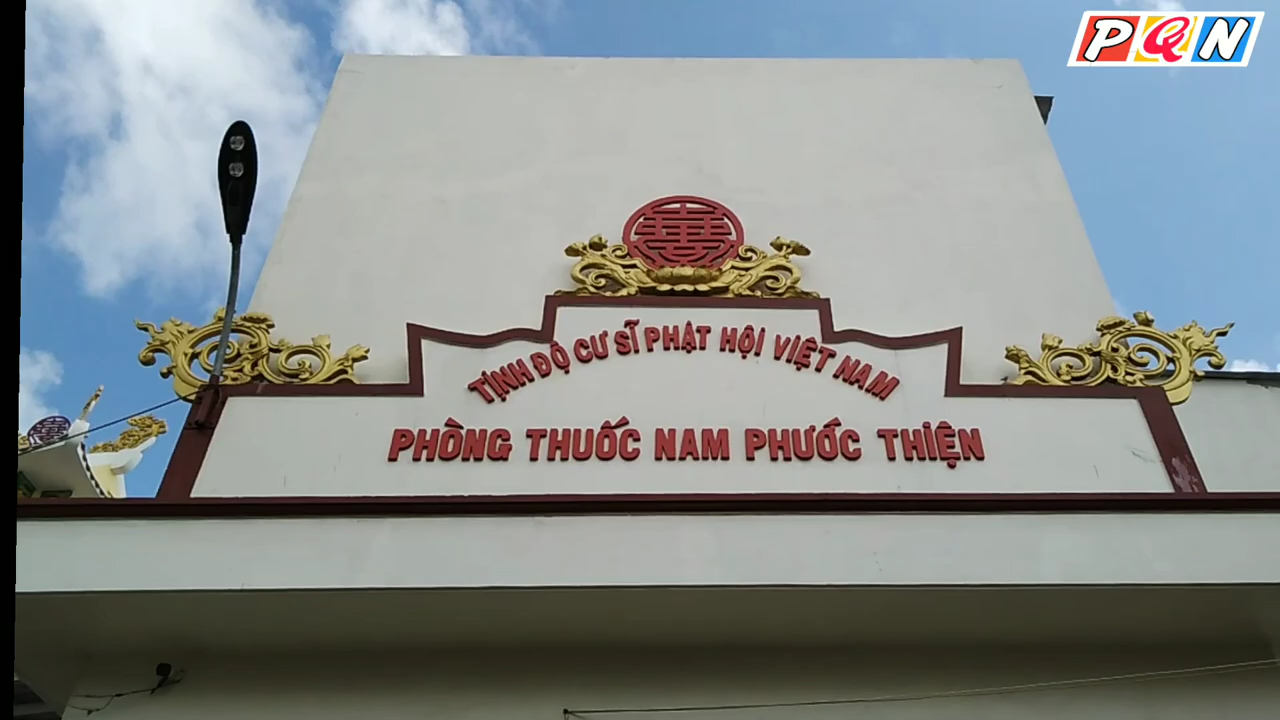 PQN
TỊNH ĐỘ CƯ SĨ PHẬT HỘI VIỆT NAM
PHÒNG THUỐC NAM PHƯỚC THIỆN